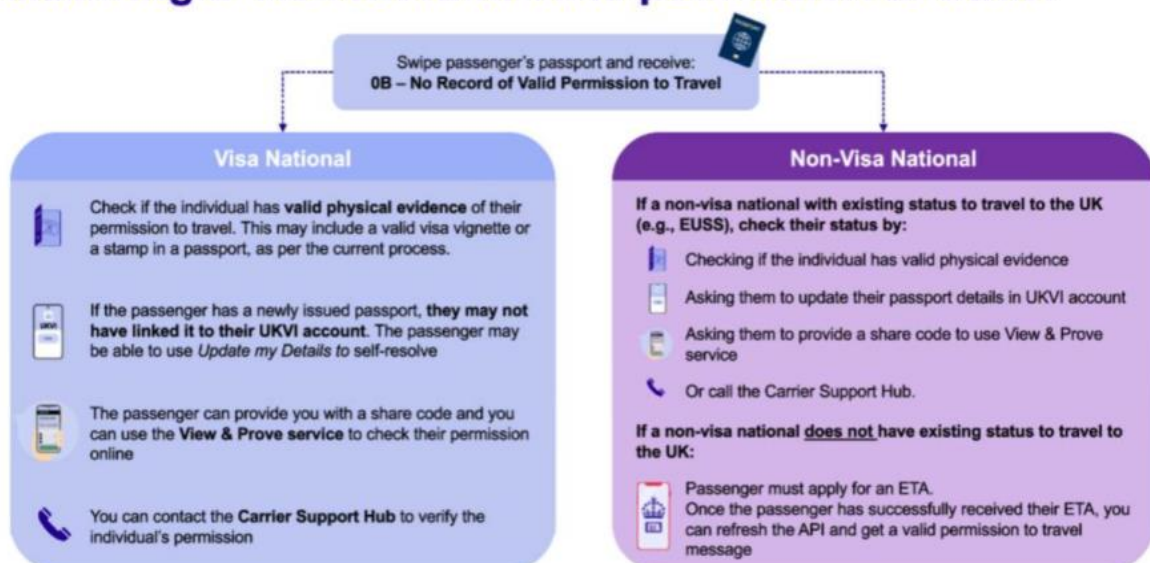 Swipe passenger's passport and receive:
0B – No Record of Valid Permission to Travel
Visa National
Check if the individual has valid physical evidence of their
permission to travel. This may include a valid visa vignette or
a stamp in a passport, as per the current process.
If the passenger has a newly issued passport, they may not
have linked it to their UKVI account. The passenger may
be able to use Update my Details to self-resolve
The passenger can provide you with a share code and you
can use the View & Prove service to check their permission
online
You can contact the Carrier Support Hub to verify the
individual's permission
Non-Visa National
If a non-visa national with existing status to travel to the UK
(e.g., EUSS), check their status by:
Checking if the individual has valid physical evidence
Asking them to update their passport details in UKVI account
Asking them to provide a share code to use View & Prove
service
Or call the Carrier Support Hub.
If a non-visa national does not have existing status to travel to
the UK:
Passenger must apply for an ETA.
Once the passenger has successfully received their ETA, you
can refresh the API and get a valid permission to travel
message